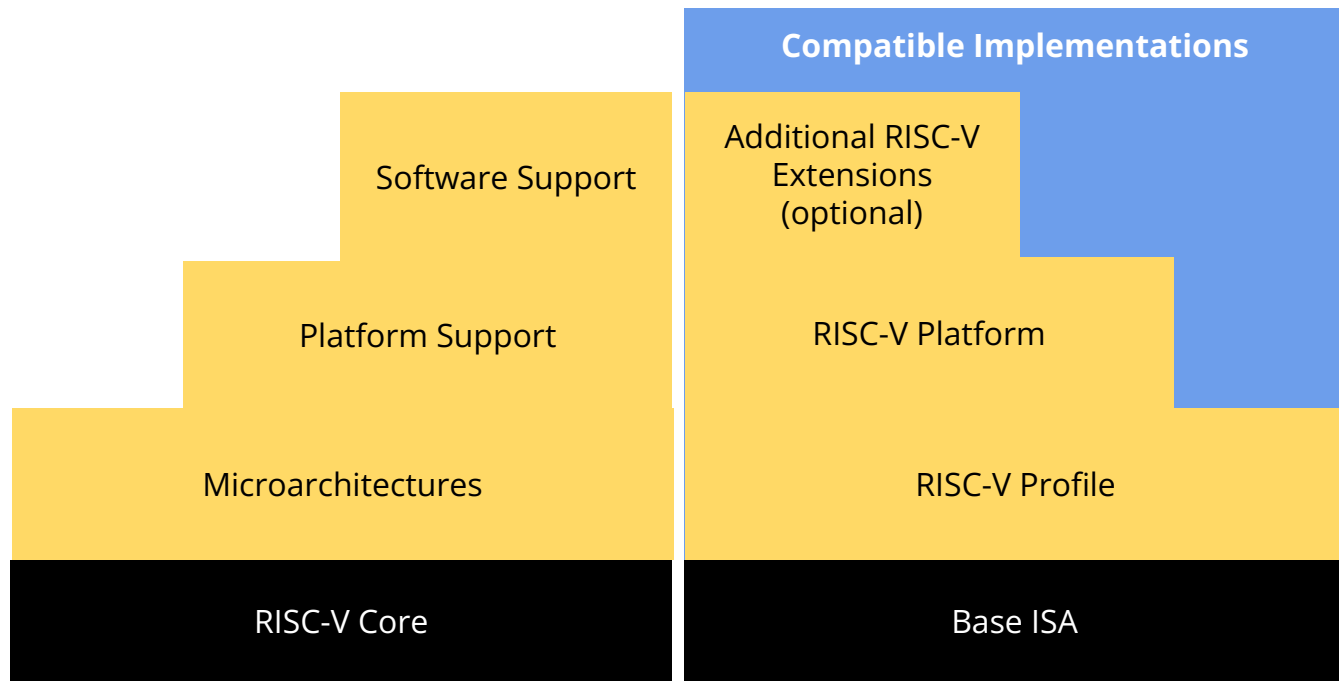 Compatible Implementations
Software Support
Additional RISC-V
Extensions
(optional)
Platform Support
RISC-V Platform
Microarchitectures
RISC-V Profile
RISC-V Core
Base ISA